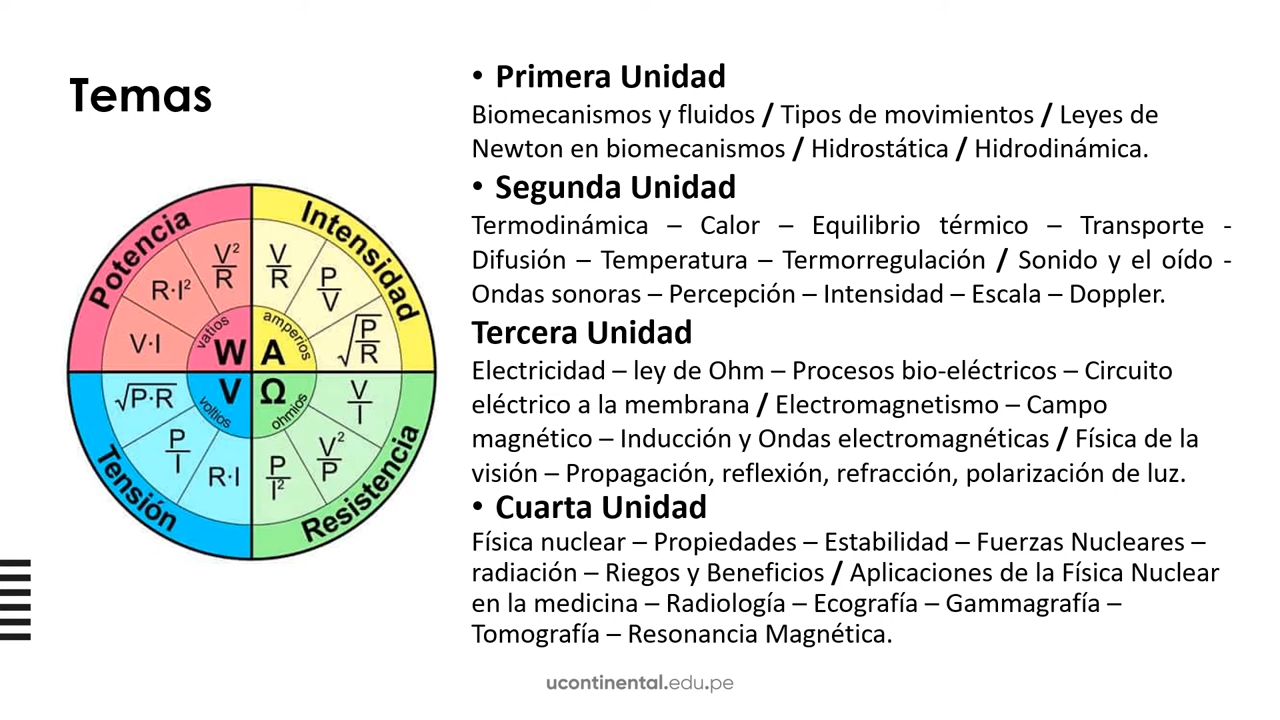 Temas
• Primera Unidad
Biomecanismos y fluidos / Tipos de movimientos / Leyes de
Newton en biomecanismos / Hidrostática / Hidrodinámica.
• Segunda Unidad
Termodinámica – Calor – Equilibrio térmico – Transporte -
Difusión – Temperatura – Termorregulación / Sonido y el oído -
Ondas sonoras – Percepción – Intensidad – Escala – Doppler.
Tercera Unidad
Electricidad – ley de Ohm – Procesos bio-eléctricos – Circuito
eléctrico a la membrana / Electromagnetismo – Campo
magnético – Inducción y Ondas electromagnéticas / Física de la
visión – Propagación, reflexión, refracción, polarización de luz.
• Cuarta Unidad
Física nuclear – Propiedades – Estabilidad – Fuerzas Nucleares –
radiación – Riegos y Beneficios / Aplicaciones de la Física Nuclear
en la medicina – Radiología – Ecografía – Gammagrafía –
Tomografía – Resonancia Magnética.
Potencia
V·I
R·I²
V²/R
vatios
W
Intensidad
V/R
P/V
√P/R
amperios
A
Tensión
√P·R
P/I
R·I
voltios
V
Resistencia
V/I
V²/P
P/I²
ohmios
Ω
ucontinental.edu.pe